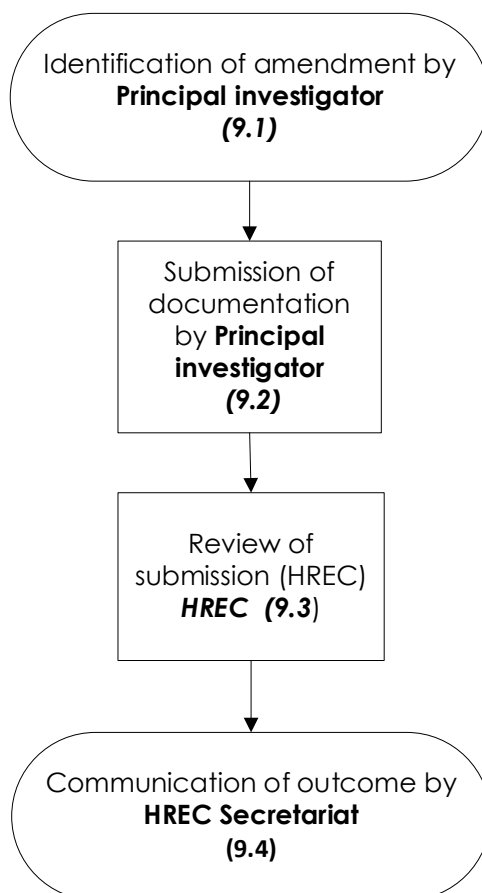 Identification of amendment by
Principal investigator
(9.1)
Submission of
documentation
by Principal
investigator
(9.2)
Review of
submission (HREC)
HREC (9.3)
Communication of outcome by
HREC Secretariat
(9.4)